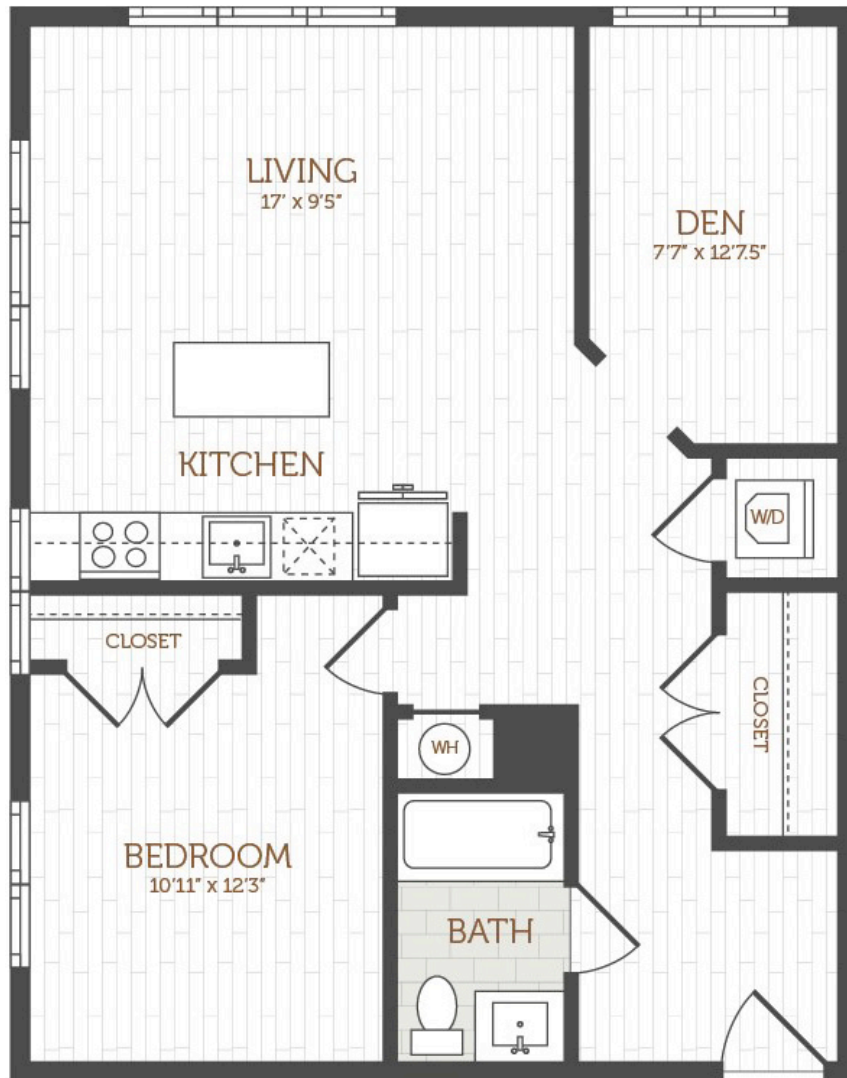 LIVING
17' x 9'5"
DEN
7'7" x 12'7.5"
KITCHEN
W/D
CLOSET
CLOSET
WH
BEDROOM
10'11" x 12'3"
BATH